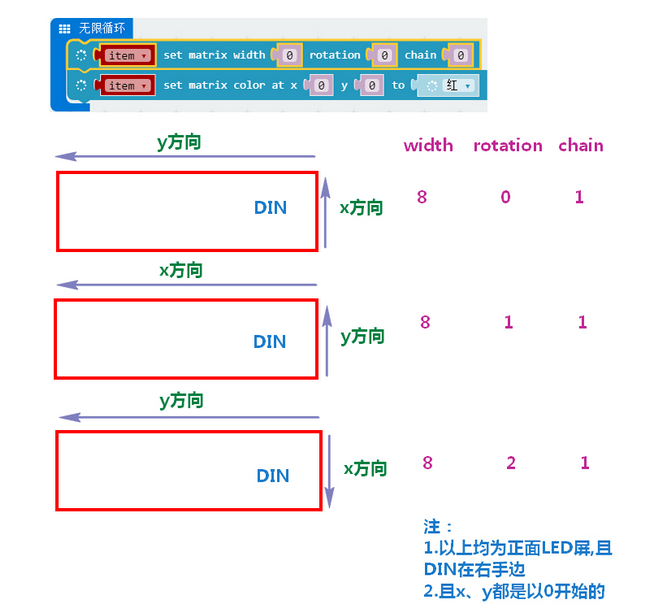 无限循环
item set matrix width 0 rotation 0 chain 0
item set matrix color at x 0 y 0 to 红
y方向
width rotation chain
DIN
x方向
8 0 1
x方向
DIN
y方向
8 1 1
y方向
DIN
x方向
8 2 1
注：
1.以上均为正面LED屏,且
DIN在右手边
2.且x、y都是以0开始的